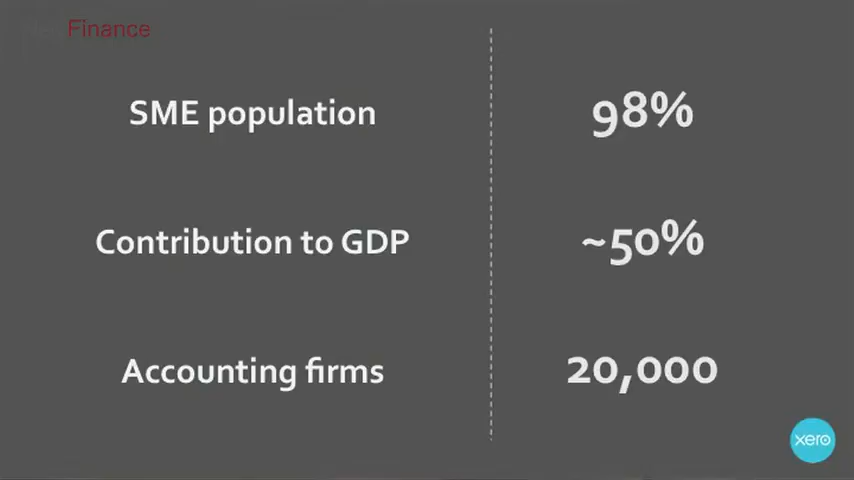 Finance
SME population 98%
Contribution to GDP ~50%
Accounting firms 20,000
xero